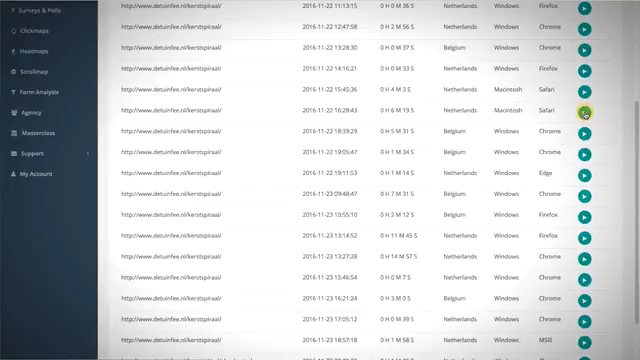 Surveys & Polls
http://www.detuinfee.nl/kerstspiraal/ 2016-11-22 11:13:15 0 H 0 M 36 S Netherlands Windows Firefox
Clickmaps
http://www.detuinfee.nl/kerstspiraal/ 2016-11-22 12:47:58 0 H 2 M 56 S Netherlands Windows Chrome
Heatmaps
http://www.detuinfee.nl/kerstspiraal/ 2016-11-22 13:28:30 0 H 0 M 37 S Belgium Windows Chrome
Scrollmap
http://www.detuinfee.nl/kerstspiraal/ 2016-11-22 14:16:21 0 H 0 M 33 S Netherlands Windows Firefox
Form Analysis
http://www.detuinfee.nl/kerstspiraal/ 2016-11-22 15:45:36 0 H 4 M 3 S Netherlands Macintosh Safari
Agency
http://www.detuinfee.nl/kerstspiraal/ 2016-11-22 16:28:43 0 H 6 M 19 S Netherlands Macintosh Safari
Masterclass
http://www.detuinfee.nl/kerstspiraal/ 2016-11-22 18:39:29 0 H 5 M 31 S Belgium Windows Chrome
Support
http://www.detuinfee.nl/kerstspiraal/ 2016-11-22 19:05:47 0 H 1 M 34 S Belgium Windows Chrome
My Account
http://www.detuinfee.nl/kerstspiraal/ 2016-11-22 19:11:53 0 H 1 M 14 S Netherlands Windows Edge
http://www.detuinfee.nl/kerstspiraal/ 2016-11-23 09:48:47 0 H 7 M 31 S Belgium Windows Chrome
http://www.detuinfee.nl/kerstspiraal/ 2016-11-23 10:55:10 0 H 2 M 12 S Belgium Windows Firefox
http://www.detuinfee.nl/kerstspiraal/ 2016-11-23 13:14:52 0 H 11 M 45 S Netherlands Windows Firefox
http://www.detuinfee.nl/kerstspiraal/ 2016-11-23 13:27:28 0 H 14 M 57 S Netherlands Windows Chrome
http://www.detuinfee.nl/kerstspiraal/ 2016-11-23 15:46:54 0 H 0 M 7 S Netherlands Windows Chrome
http://www.detuinfee.nl/kerstspiraal/ 2016-11-23 16:21:24 0 H 3 M 0 S Belgium Windows Chrome
http://www.detuinfee.nl/kerstspiraal/ 2016-11-23 17:05:12 0 H 0 M 39 S Netherlands Windows Chrome
http://www.detuinfee.nl/kerstspiraal/ 2016-11-23 18:57:18 0 H 1 M 58 S Netherlands Windows MSIE